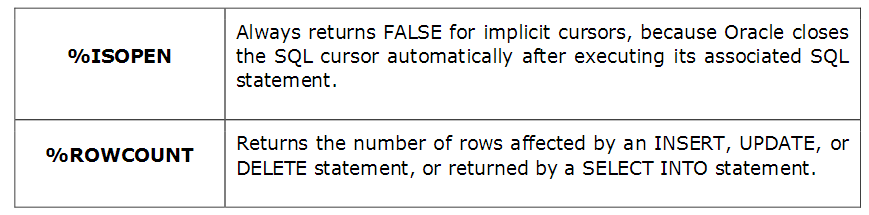 %ISOPEN
Always returns FALSE for implicit cursors, because Oracle closes
the SQL cursor automatically after executing its associated SQL
statement.
%ROWCOUNT
Returns the number of rows affected by an INSERT, UPDATE, or
DELETE statement, or returned by a SELECT INTO statement.